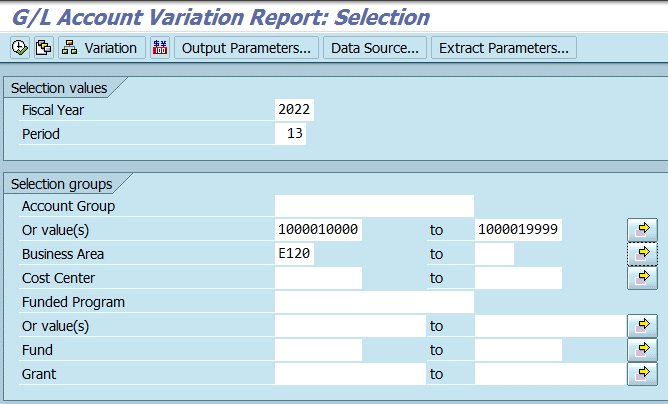 G/L Account Variation Report: Selection
Variation Output Parameters... Data Source... Extract Parameters...
Selection values
Fiscal Year 2022
Period 13
Selection groups
Account Group
Or value(s) 1000010000 to 1000019999
Business Area E120 to
Cost Center to
Funded Program
Or value(s) to
Fund to
Grant to